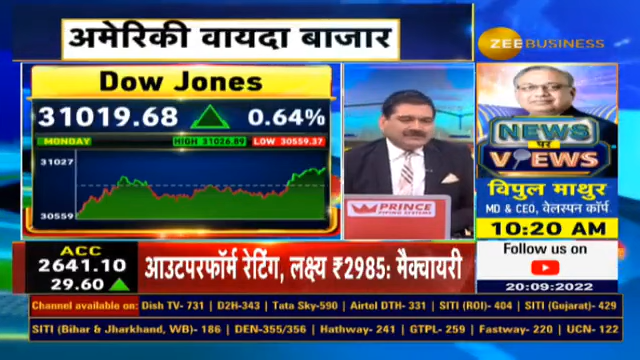 अमेरिकी वायदा बाजार
ZEE BUSINESS
Dow Jones
31019.68 0.64%
MONDAY HIGH 31026.89 LOW 30559.37
31027
30559
PRINCE
PIPING SYSTEMS
NEWS
पर
VIEWS
विपुल माथुर
MD & CEO, वेलस्पन कॉर्प
10:20 AM
Follow us on
20:09:2022
ACC
2641.10
29.60
आउटपरफॉर्म रेटिंग, लक्ष्य ₹2985: मैक्वायरी
Channel available on: Dish TV- 731 | D2H-343 | Tata Sky-590 | Airtel DTH- 331 | SITI (ROI)- 404 | SITI (Gujarat)- 429
SITI (Bihar & Jharkhand, WB)- 186 | DEN-355/356 | Hathway- 241 | GTPL- 259 | Fastway- 220 | UCN- 122